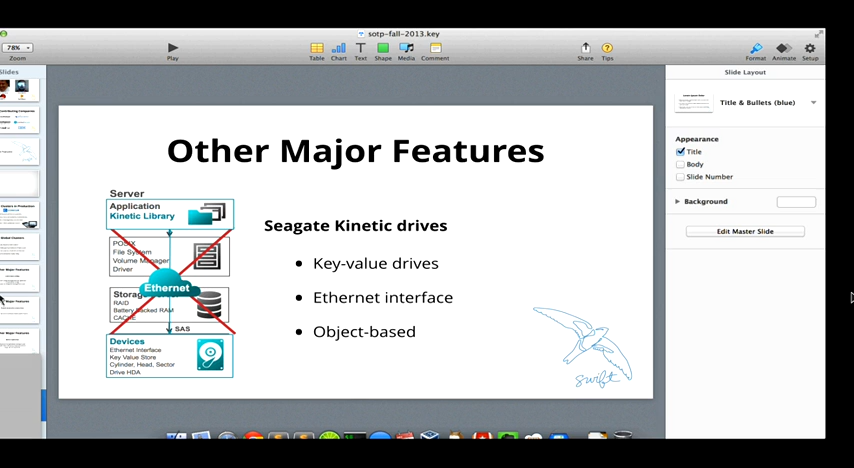 sotp-fall-2013.key
78%
Zoom
Play
Table
Chart
Text
Shape
Media
Comment
Share
Tips
Format
Animate
Setup
Slides
Slide Layout
Title & Bullets (blue)
Appearance
Title
Body
Slide Number
Background
Edit Master Slide
Other Major Features
Server
Application
Kinetic Library
POSIX
File System
Volume Manager
Driver
Ethernet
RAID
Battery Backed RAM
SAS
Devices
Ethernet Interface
Key Value Store
Cylinder, Head, Sector
Drive HDA
Seagate Kinetic drives
Key-value drives
Ethernet interface
Object-based
swift